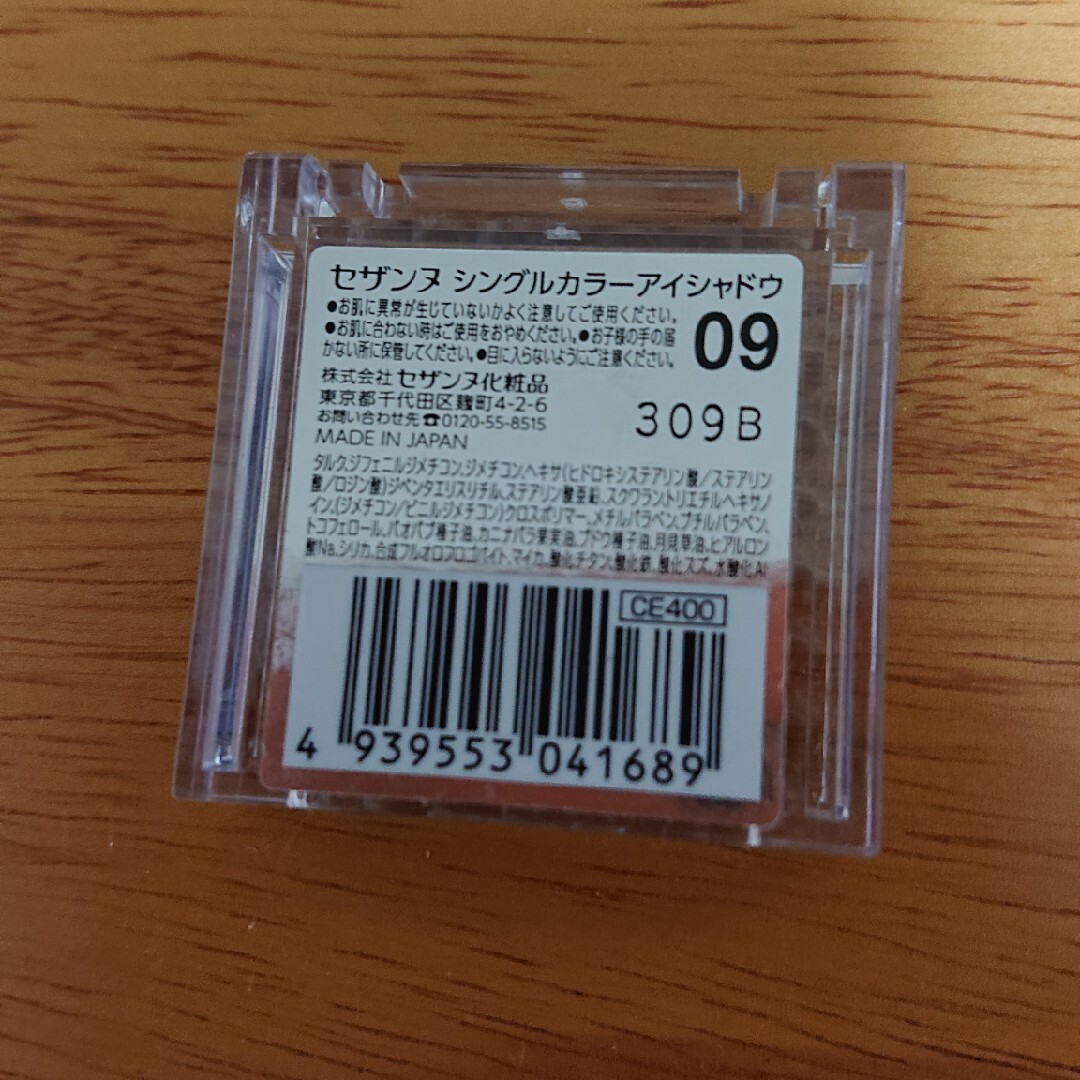 セザンヌ シングルカラーアイシャドウ
●お肌に異常が生じていないかよく注意してご使用ください。
●お肌に合わない時はご使用をおやめください。●お子様の手の届
かない所に保管してください。●目に入らないようにご注意ください。
09
株式会社 セザンヌ化粧品
東京都千代田区麹町4-2-6
お問い合わせ先☎0120-55-8515
MADE IN JAPAN
309B
タルク、ジフェニルジメチコン、ジメチコン、ヘキサ(ヒドロキシステアリン酸/ステアリン
酸/ロジン酸)ジペンタエリスリチル、ステアリン酸亜鉛、スクワラン、トリエチルヘキサノ
イン、(ジメチコン/ビニルジメチコン)クロスポリマー、メチルパラベン、ブチルパラベン、
トコフェロール、バオバブ種子油、カニナバラ果実油、ブドウ種子油、月見草油、ヒアルロン
酸Na、シリカ、合成フルオロフロゴパイト、マイカ、酸化チタン、酸化鉄、酸化スズ、水酸化Al
CE400
4 939553 041689